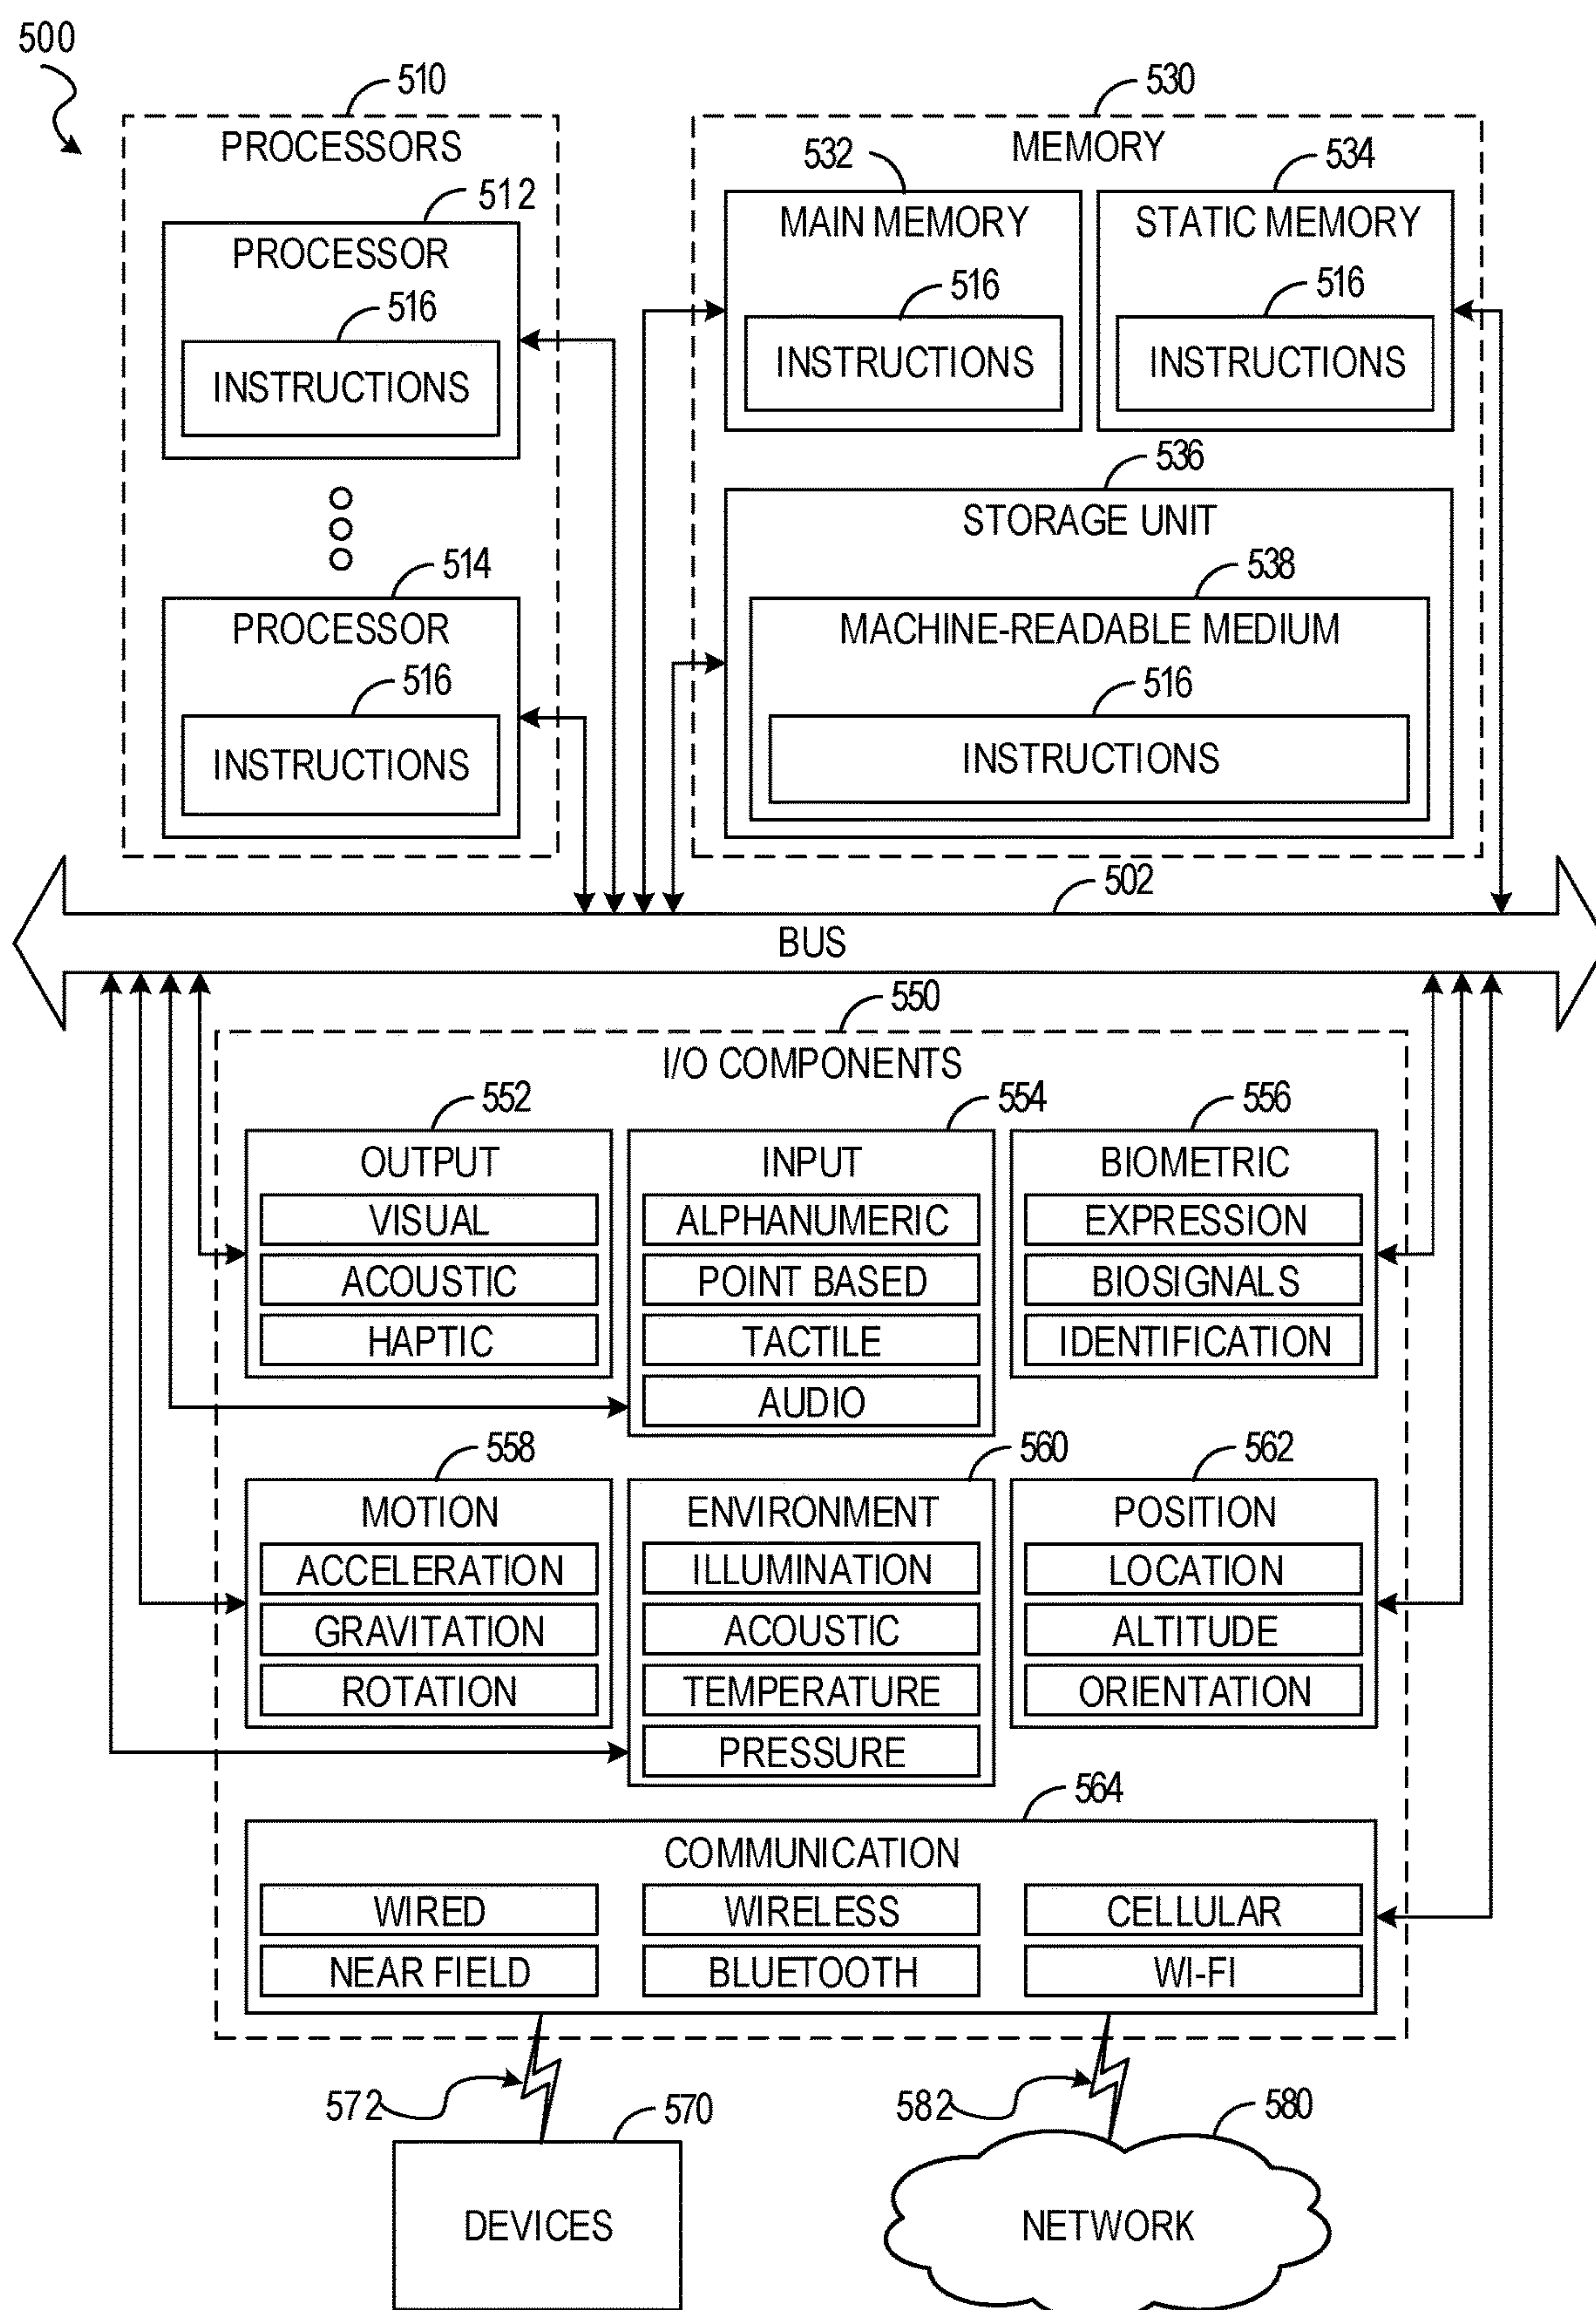 500
510
530
PROCESSORS
532
MEMORY
534
512
MAIN MEMORY
STATIC MEMORY
PROCESSOR
516
516
516
INSTRUCTIONS
INSTRUCTIONS
INSTRUCTIONS
536
STORAGE UNIT
514
538
PROCESSOR
MACHINE-READABLE MEDIUM
516
516
INSTRUCTIONS
INSTRUCTIONS
502
BUS
550
I/O COMPONENTS
552
554
556
OUTPUT
INPUT
BIOMETRIC
VISUAL
ALPHANUMERIC
EXPRESSION
ACOUSTIC
POINT BASED
BIOSIGNALS
HAPTIC
TACTILE
IDENTIFICATION
AUDIO
558
560
562
MOTION
ENVIRONMENT
POSITION
ACCELERATION
ILLUMINATION
LOCATION
GRAVITATION
ACOUSTIC
ALTITUDE
ROTATION
TEMPERATURE
ORIENTATION
PRESSURE
564
COMMUNICATION
WIRED
WIRELESS
CELLULAR
NEAR FIELD
BLUETOOTH
WI-FI
572
570
582
580
DEVICES
NETWORK